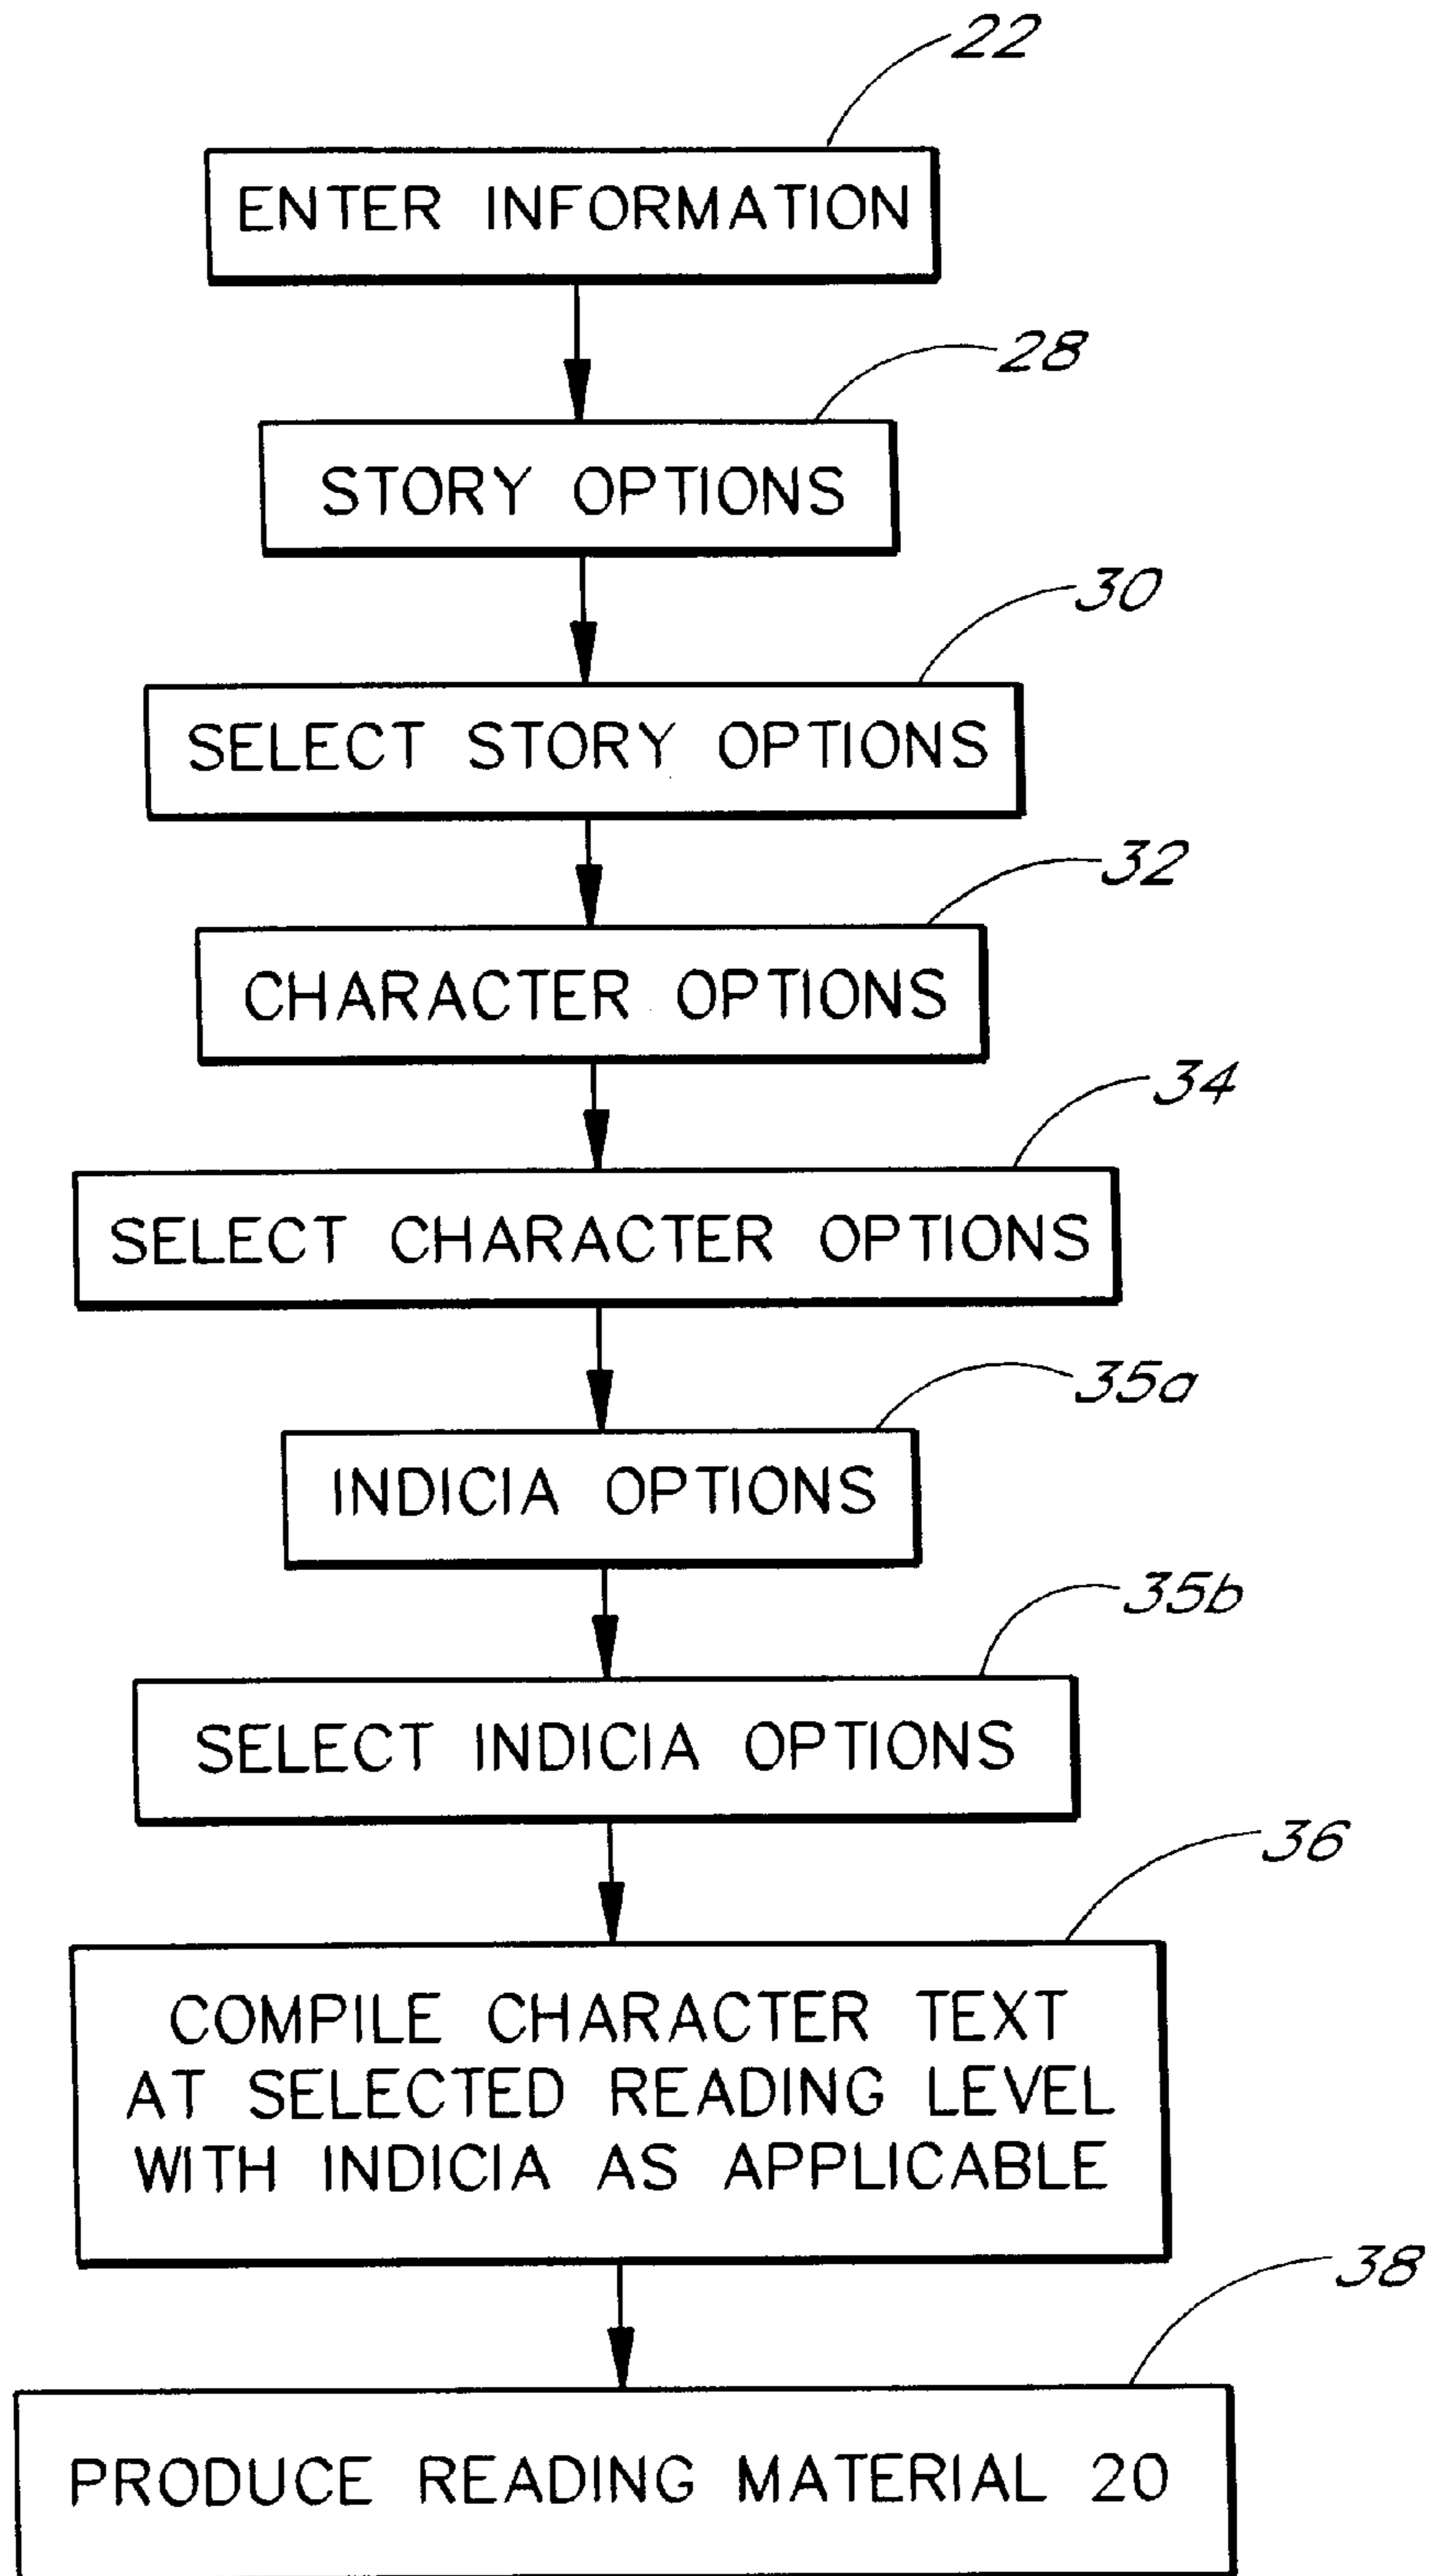 22
ENTER INFORMATION
28
STORY OPTIONS
30
SELECT STORY OPTIONS
32
CHARACTER OPTIONS
34
SELECT CHARACTER OPTIONS
35a
INDICIA OPTIONS
35b
SELECT INDICIA OPTIONS
36
COMPILE CHARACTER TEXT
AT SELECTED READING LEVEL
WITH INDICIA AS APPLICABLE
38
PRODUCE READING MATERIAL 20